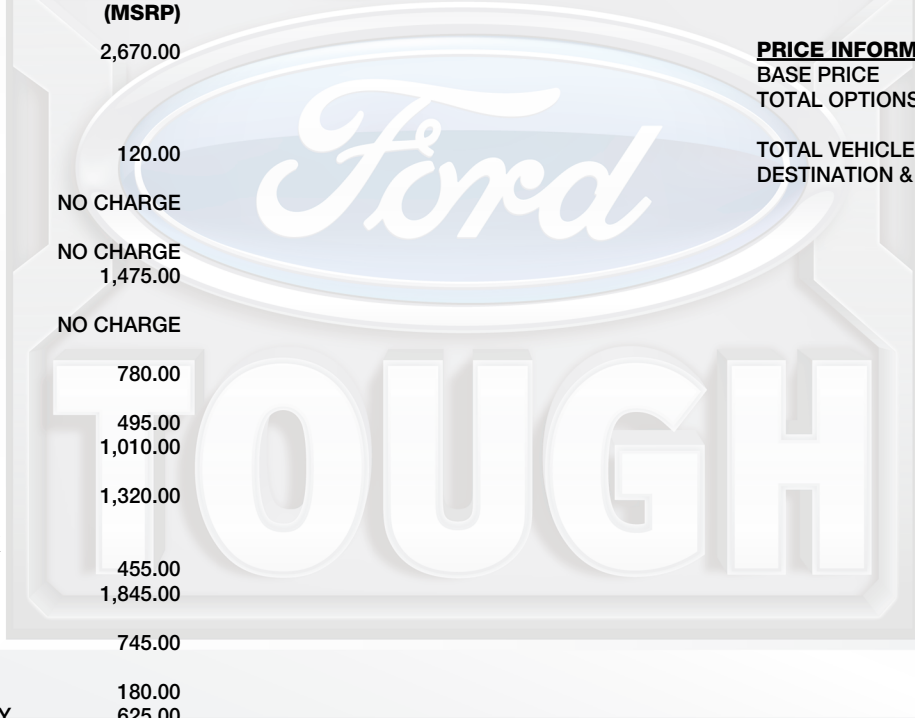 (MSRP)
2,670.00
120.00
NO CHARGE
NO CHARGE
1,475.00
NO CHARGE
780.00
495.00
1,010.00
1,320.00
455.00
1,845.00
745.00
180.00
Y 625.00
PRICE INFORM
BASE PRICE
TOTAL OPTIONS
TOTAL VEHICLE
DESTINATION &
Ford
TOUGH